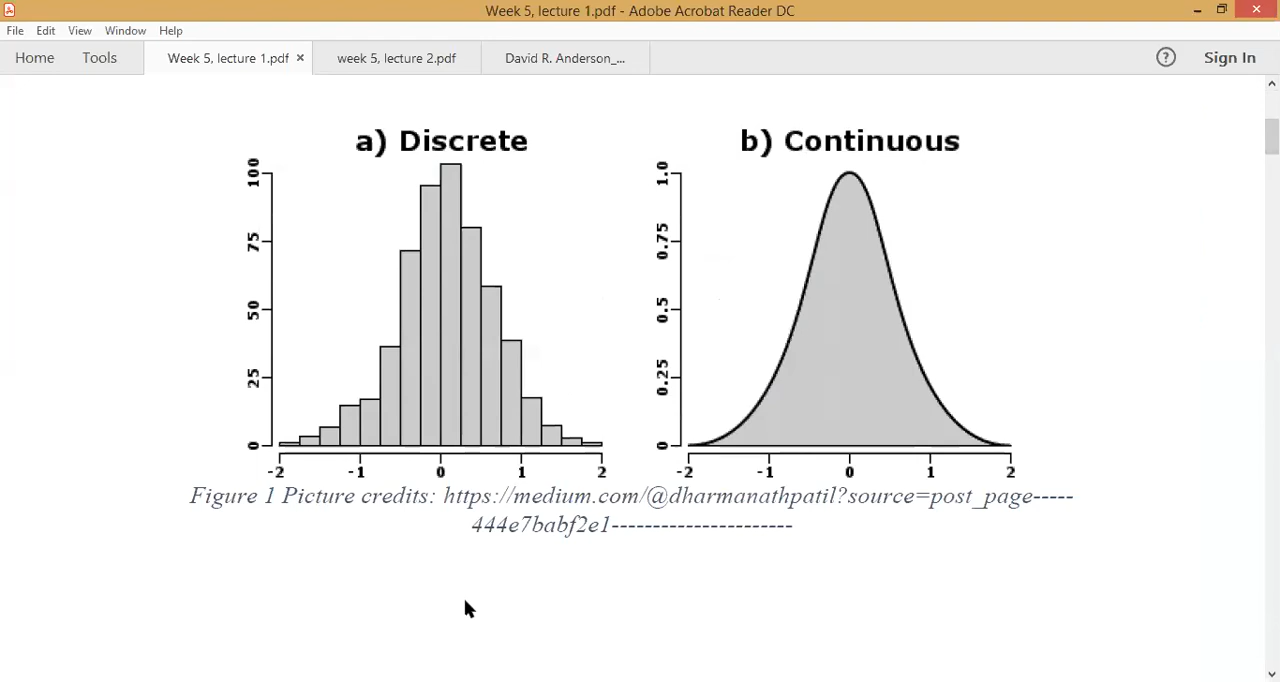 Week 5, lecture 1.pdf - Adobe Acrobat Reader DC
File Edit View Window Help
Home Tools Week 5, lecture 1.pdf × week 5, lecture 2.pdf David R. Anderson_... ? Sign In
a) Discrete
100
75
50
25
0
-2 -1 0 1 2
b) Continuous
1.0
0.75
0.5
0.25
0
-2 -1 0 1 2
Figure 1 Picture credits: https://medium.com/@dharmanathpatil?source=post_page-----
444e7babf2e1----------------------